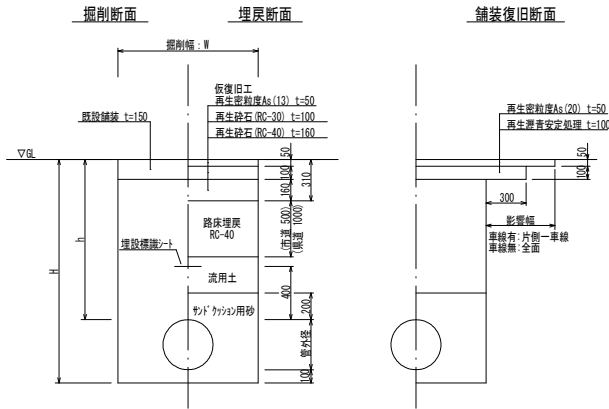 掘削断面
埋戻断面
舗装復旧断面
掘削幅：W
仮復旧工
再生密粒度As(13) t=50
再生砕石(RC-30) t=100
再生砕石(RC-40) t=160
既設舗装 t=150
再生密粒度As(20) t=50
再生瀝青安定処理 t=100
▽GL
50
100
160
310
50
100
300
影響幅
車線有:片側一車線
車線無:全面
路床埋戻
RC-40
(市道 500)
(県道 1000)
埋設標識シート
流用土
400
サンドクッション用砂
200
管外径
100
H
h